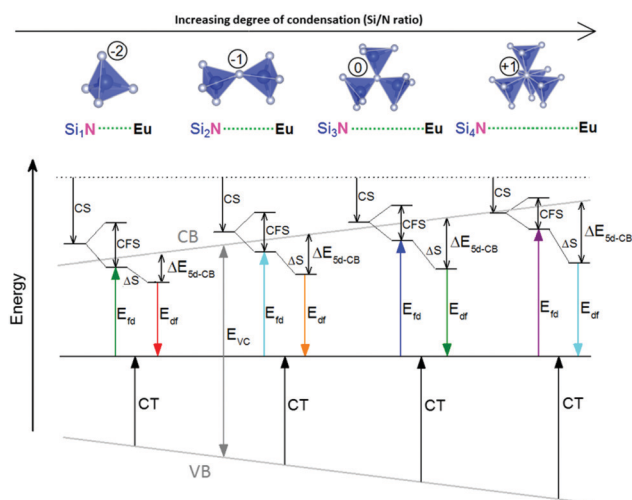 Increasing degree of condensation (Si/N ratio)
-2
-1
0
+1
Si₁N Eu
Si₂N Eu
Si₃N Eu
Si₄N Eu
CS
CS
CS
CS
CFS
CFS
CFS
CFS
CB
ΔS
ΔS
ΔS
ΔS
ΔE5d-CB
ΔE5d-CB
ΔE5d-CB
ΔE5d-CB
Energy
Efd
Edf
EVC
Efd
Edf
Efd
Edf
Efd
Edf
CT
CT
CT
CT
VB